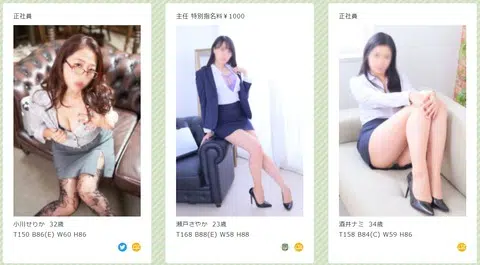 正社員
小川せりか 32歳
T150 B86(E) W60 H86
主任 特別指名料￥1000
瀬戸さやか 23歳
T168 B88(E) W58 H88
正社員
酒井ナミ 34歳
T158 B84(C) W59 H86